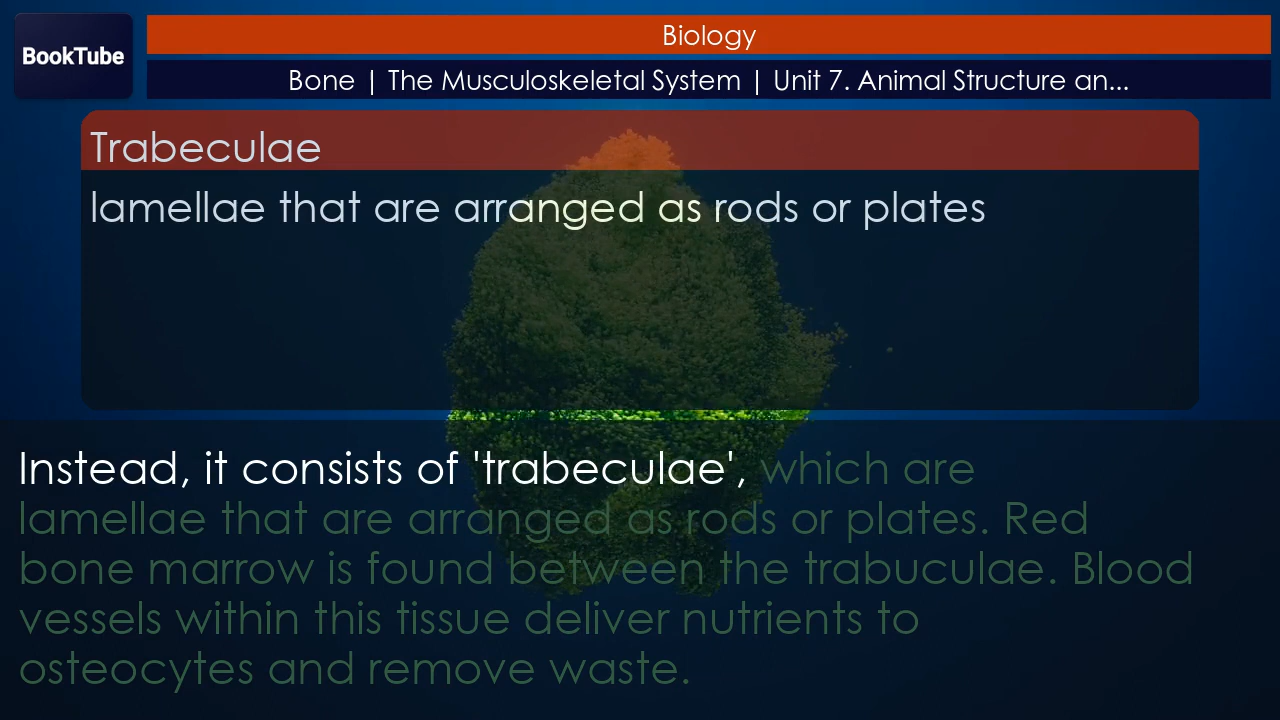 BookTube
Biology
Bone | The Musculoskeletal System | Unit 7. Animal Structure an...
Trabeculae
lamellae that are arranged as rods or plates
Instead, it consists of 'trabeculae', which are
lamellae that are arranged as rods or plates. Red
bone marrow is found between the trabuculae. Blood
vessels within this tissue deliver nutrients to
osteocytes and remove waste.